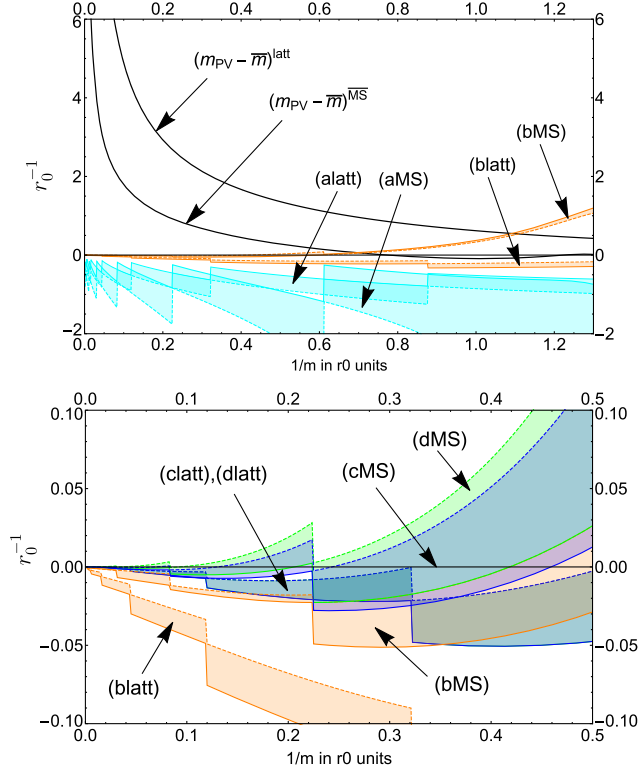 0.0 0.2 0.4 0.6 0.8 1.0 1.2
6 6
(m_PV − m̅)^latt
4 4
(m_PV − m̅)^M̅S̅
(bMS)
r_0^−1
2 (alatt) (aMS) (blatt) 2
0 0
−2 −2
0.0 0.2 0.4 0.6 0.8 1.0 1.2
1/m in r0 units
0.0 0.1 0.2 0.3 0.4 0.5
0.10 0.10
(dMS)
(clatt),(dlatt) (cMS)
0.05 0.05
r_0^−1
0.00 0.00
−0.05 −0.05
(blatt) (bMS)
−0.10 −0.10
0.0 0.1 0.2 0.3 0.4 0.5
1/m in r0 units